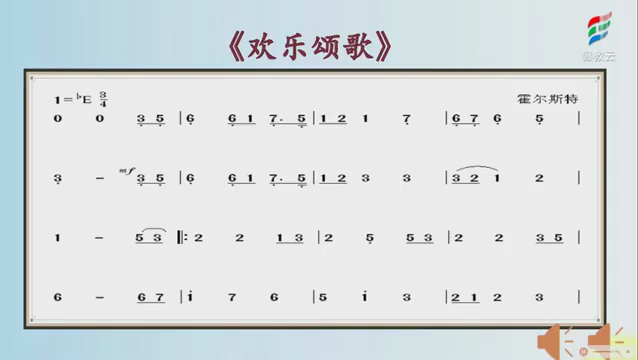 《欢乐颂歌》
1=♭E 3/4
霍尔斯特
0 0 3 5 | 6 6 1 7. 5 | 1 2 1 7 | 6 7 6 5 |
3 - mf 3 5 | 6 6 1 7. 5 | 1 2 3 3 | 3 2 1 2 |
1 - 5 3 ‖: 2 2 1 3 | 2 5 5 3 | 2 2 3 5 |
6 - 6 7 | i 7 6 | 5 i 3 | 2 1 2 3 |